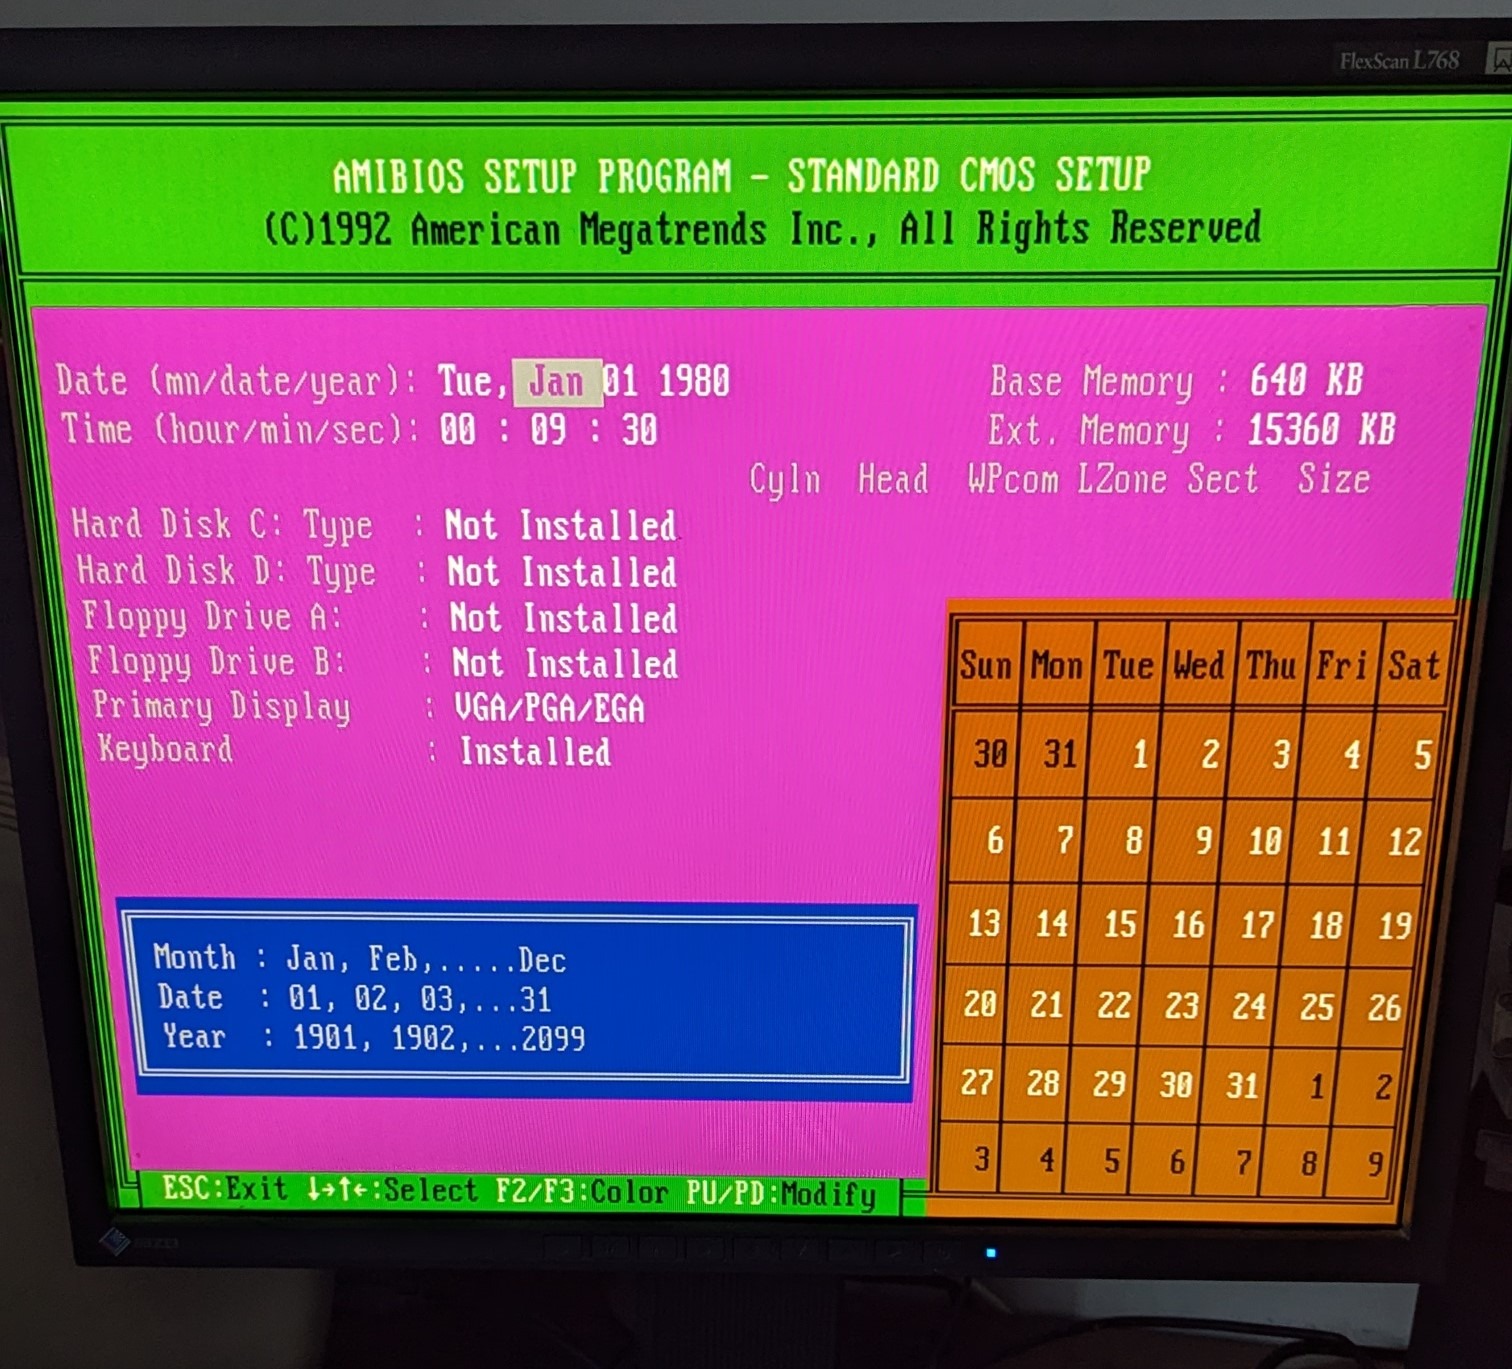 FlexScan L768
AMIBIOS SETUP PROGRAM - STANDARD CMOS SETUP
(C)1992 American Megatrends Inc., All Rights Reserved
Date (mn/date/year): Tue, Jan 01 1980 Base Memory : 640 KB
Time (hour/min/sec): 00 : 09 : 30 Ext. Memory : 15360 KB
Cyln Head WPcom LZone Sect Size
Hard Disk C: Type : Not Installed
Hard Disk D: Type : Not Installed
Floppy Drive A: : Not Installed
Floppy Drive B: : Not Installed
Primary Display : VGA/PGA/EGA
Keyboard : Installed
Sun Mon Tue Wed Thu Fri Sat
30 31 1 2 3 4 5
6 7 8 9 10 11 12
13 14 15 16 17 18 19
20 21 22 23 24 25 26
27 28 29 30 31 1 2
3 4 5 6 7 8 9
Month : Jan, Feb,.....Dec
Date : 01, 02, 03,...31
Year : 1901, 1902,...2099
ESC:Exit ↓→↑←:Select F2/F3:Color PU/PD:Modify